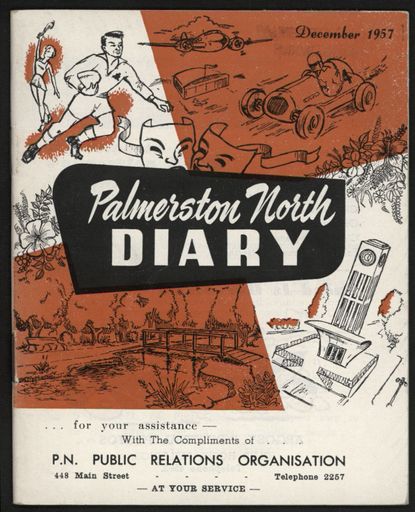 December 1957
Palmerston North
DIARY
... for your assistance —
With The Compliments of . . .
P.N. PUBLIC RELATIONS ORGANISATION
448 Main Street - - - - Telephone 2257
— AT YOUR SERVICE —